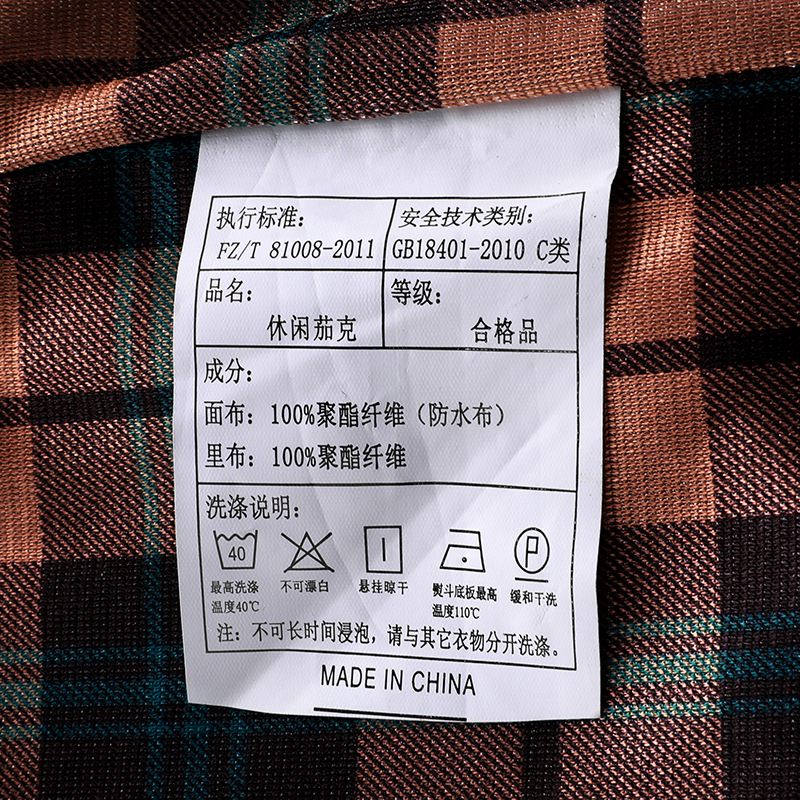 执行标准:
FZ/T 81008-2011
安全技术类别:
GB18401-2010 C类
品名:
休闲茄克
等级:
合格品
成分:
面布: 100%聚酯纤维（防水布）
里布: 100%聚酯纤维
洗涤说明:
40
P
最高洗涤
温度40℃
不可漂白
悬挂晾干
熨斗底板最高
温度110℃
缓和干洗
注: 不可长时间浸泡, 请与其它衣物分开洗涤。
MADE IN CHINA